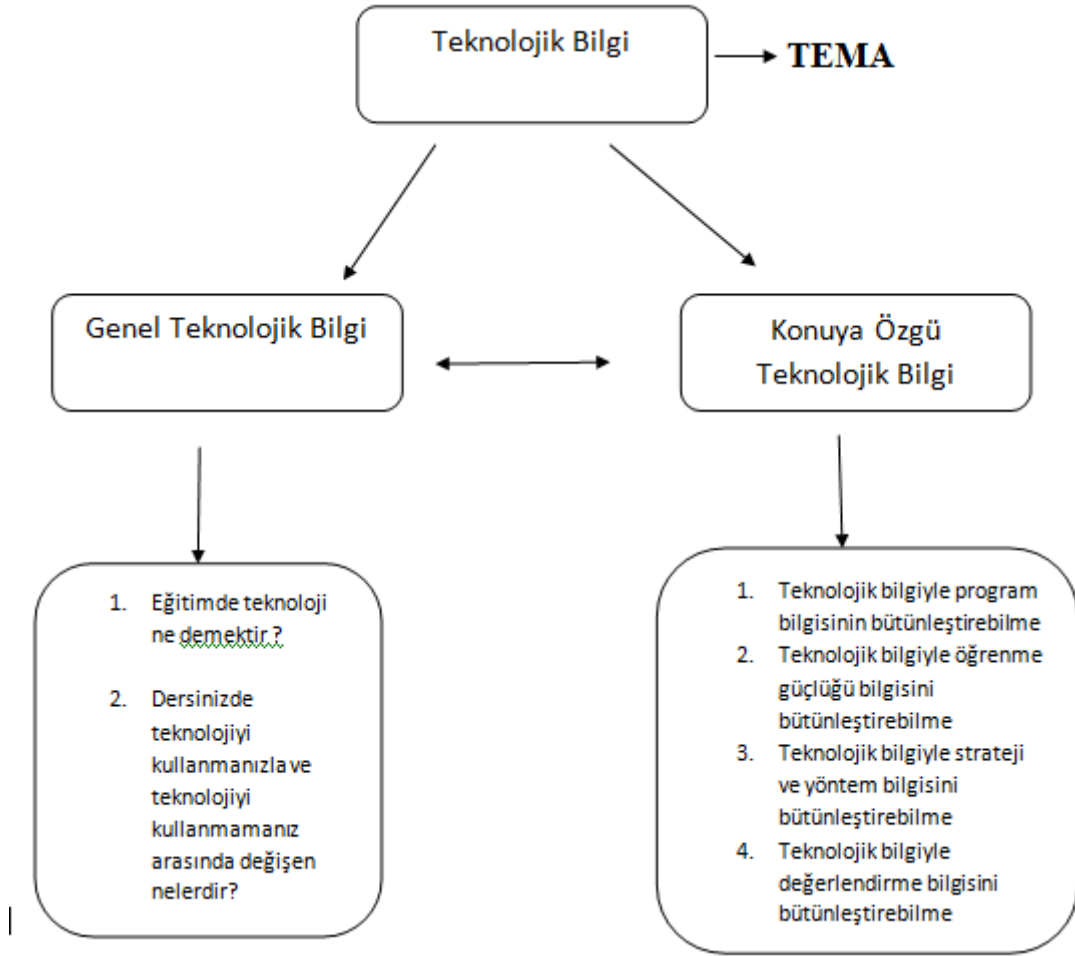 Teknolojik Bilgi
TEMA
Genel Teknolojik Bilgi
Konuya Özgü
Teknolojik Bilgi
1. Eğitimde teknoloji
ne demektir ?
2. Dersinizde
teknolojiyi
kullanmanızla ve
teknolojiyi
kullanmamanız
arasında değişen
nelerdir?
1. Teknolojik bilgiyle program
bilgisinin bütünleştirebilme
2. Teknolojik bilgiyle öğrenme
güçlüğü bilgisini
bütünleştirebilme
3. Teknolojik bilgiyle strateji
ve yöntem bilgisini
bütünleştirebilme
4. Teknolojik bilgiyle
değerlendirme bilgisini
bütünleştirebilme